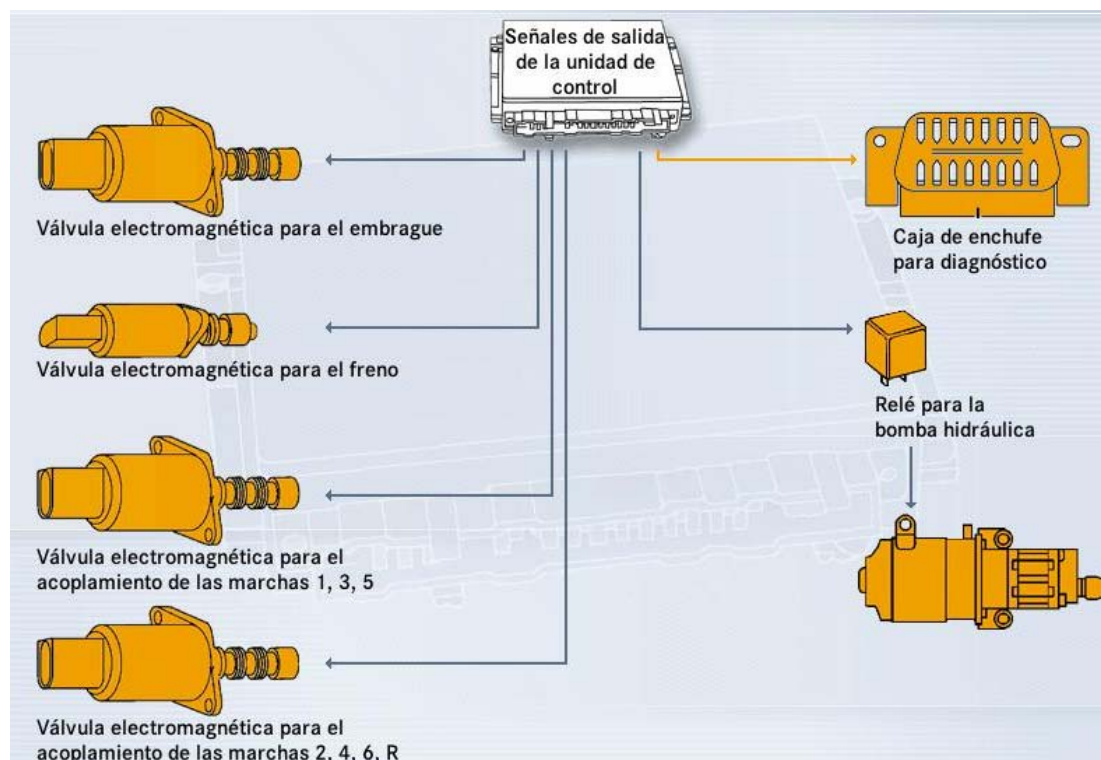 Señales de salida
de la unidad de
control
Válvula electromagnética para el embrague
Válvula electromagnética para el freno
Válvula electromagnética para el
acoplamiento de las marchas 1, 3, 5
Válvula electromagnética para el
acoplamiento de las marchas 2, 4, 6, R
Caja de enchufe
para diagnóstico
Relé para la
bomba hidráulica